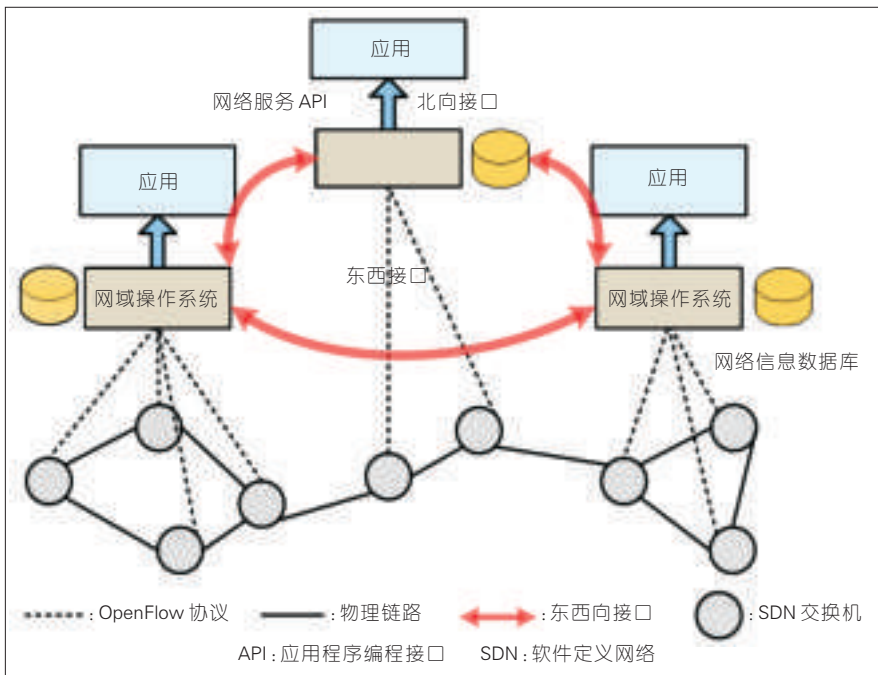 应用
网络服务 API
北向接口
应用
应用
东西接口
网域操作系统
网域操作系统
网络信息数据库
: OpenFlow 协议
: 物理链路
: 东西向接口
: SDN 交换机
API : 应用程序编程接口
SDN : 软件定义网络